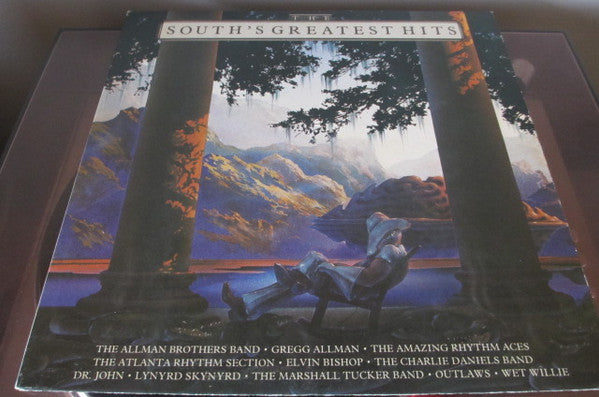 THE
SOUTH'S GREATEST HITS
THE ALLMAN BROTHERS BAND • GREGG ALLMAN • THE AMAZING RHYTHM ACES
THE ATLANTA RHYTHM SECTION • ELVIN BISHOP • THE CHARLIE DANIELS BAND
DR. JOHN • LYNYRD SKYNYRD • THE MARSHALL TUCKER BAND • OUTLAWS • WET WILLIE